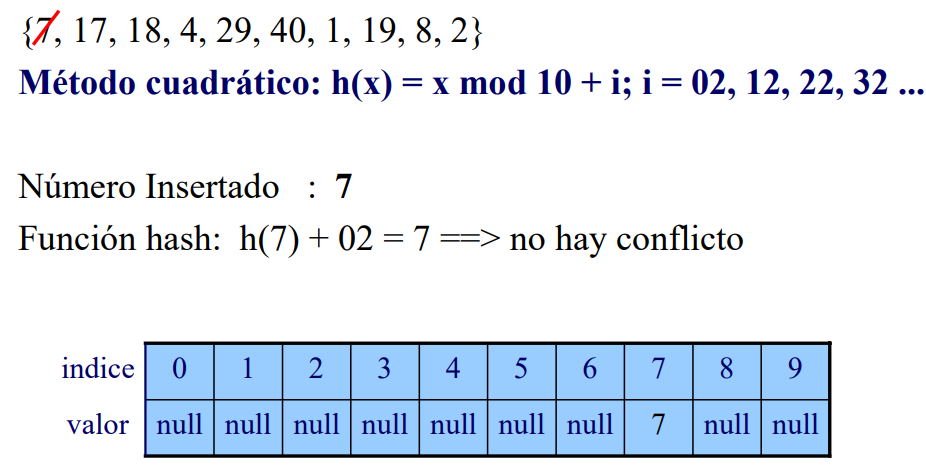 {7, 17, 18, 4, 29, 40, 1, 19, 8, 2}
Método cuadrático: h(x) = x mod 10 + i; i = 02, 12, 22, 32 ...
Número Insertado : 7
Función hash: h(7) + 02 = 7 ==> no hay conflicto
indice 0 1 2 3 4 5 6 7 8 9
valor null null null null null null null 7 null null